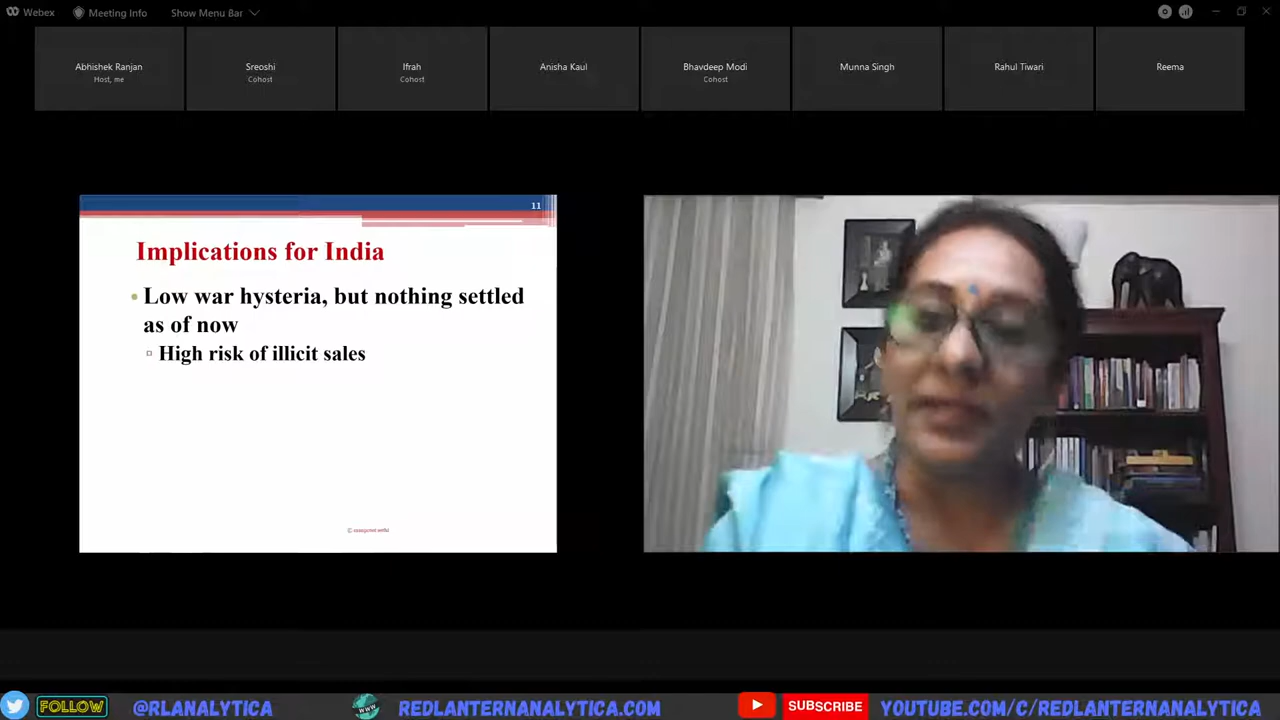 Webex
Meeting Info
Show Menu Bar
Abhishek Ranjan
Host, me
Sreoshi
Cohost
Ifrah
Cohost
Anisha Kaul
Bhavdeep Modi
Cohost
Munna Singh
Rahul Tiwari
Reema
11
Implications for India
Low war hysteria, but nothing settled
as of now
High risk of illicit sales
FOLLOW
@RLANALYTICA
WWW
REDLANTERNANALYTICA.COM
SUBSCRIBE
YOUTUBE.COM/C/REDLANTERNANALYTICA